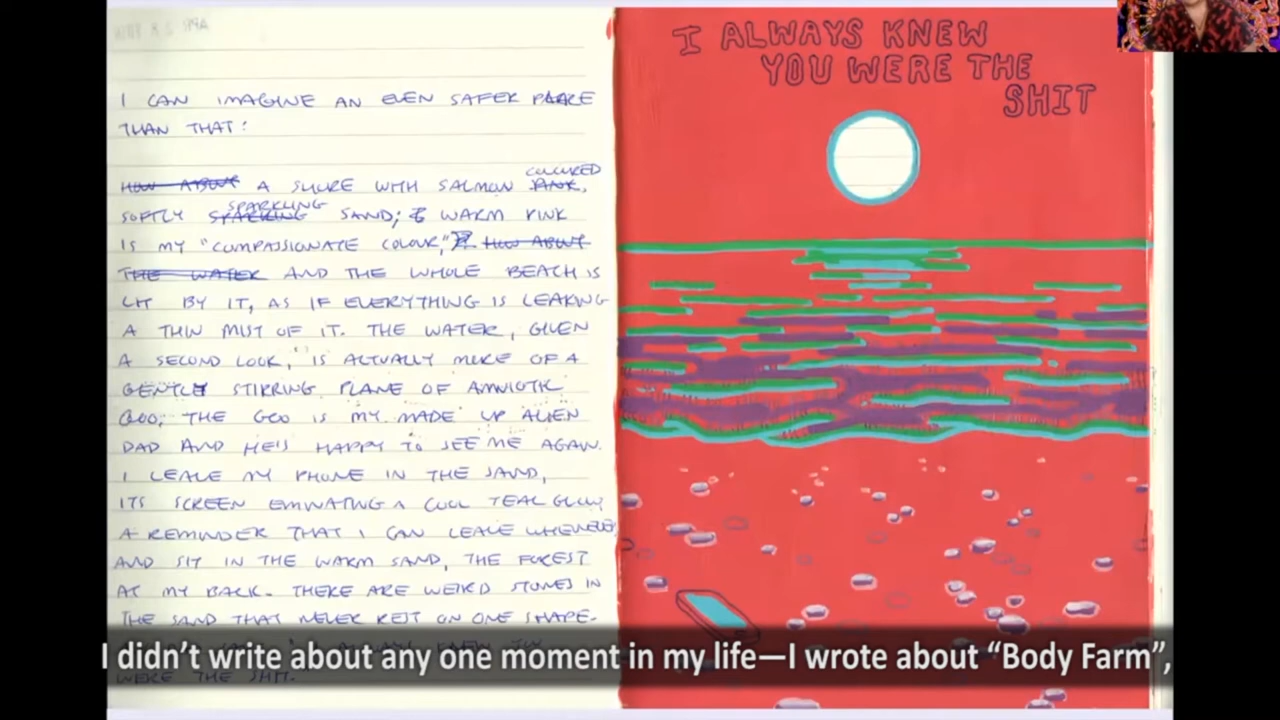 I CAN IMAGINE AN EVEN SAFER PLACE
THAN THAT:
HOW ABOUT A SHORE WITH SALMON PINK, COLOURED
SOFTLY SPARKLING SAND; WARM PINK
IS MY "COMPASSIONATE COLOUR," HOW ABOUT
THE WATER AND THE WHOLE BEACH IS
LIT BY IT, AS IF EVERYTHING IS LEAKING
A THIN MIST OF IT. THE WATER, GIVEN
A SECOND LOOK, IS ACTUALLY MORE OF A
GENTLY STIRRING PLANE OF AMNIOTIC
GOO; THE GOO IS MY MADE UP ALIEN
DAD AND HE'S HAPPY TO SEE ME AGAIN.
I LEAVE MY PHONE IN THE SAND,
ITS SCREEN EMINATING A COOL TEAL GLOW
A REMINDER THAT I CAN LEAVE WHENEVER
AND SIT IN THE WARM SAND, THE FOREST
AT MY BACK. THERE ARE WEIRD STONES IN
THE SAND THAT NEVER REST ON ONE SHAPE.
WERE THE SHIT.
I ALWAYS KNEW
YOU WERE THE
SHIT
I didn't write about any one moment in my life—I wrote about "Body Farm",